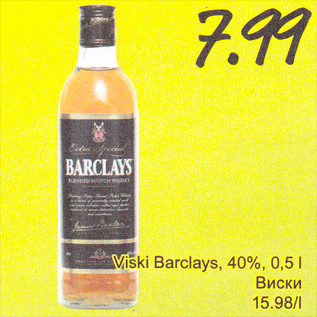 7.99
Extra Special
BARCLAYS
BLENDED SCOTCH WHISKY
Viski Barclays, 40%, 0,5 l
Виски
15.98/l